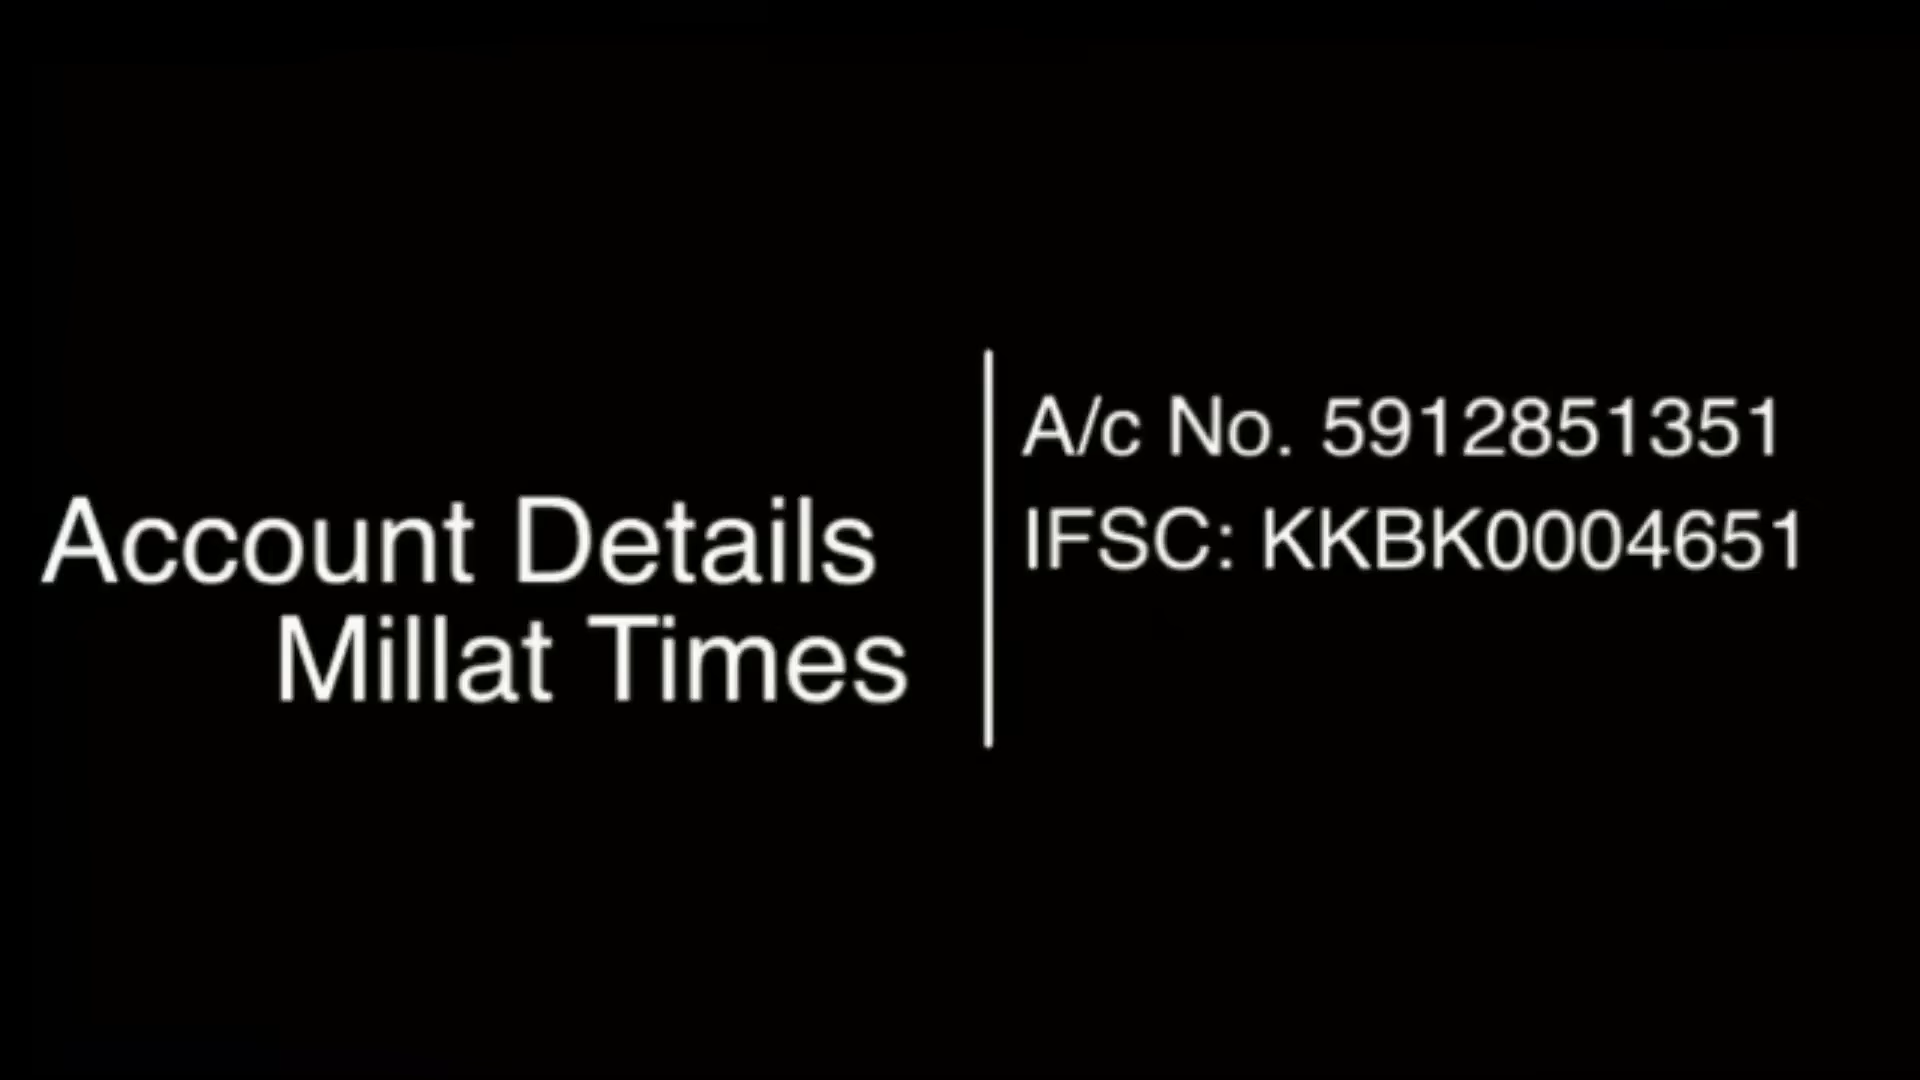 Account Details
Millat Times
A/c No. 5912851351
IFSC: KKBK0004651